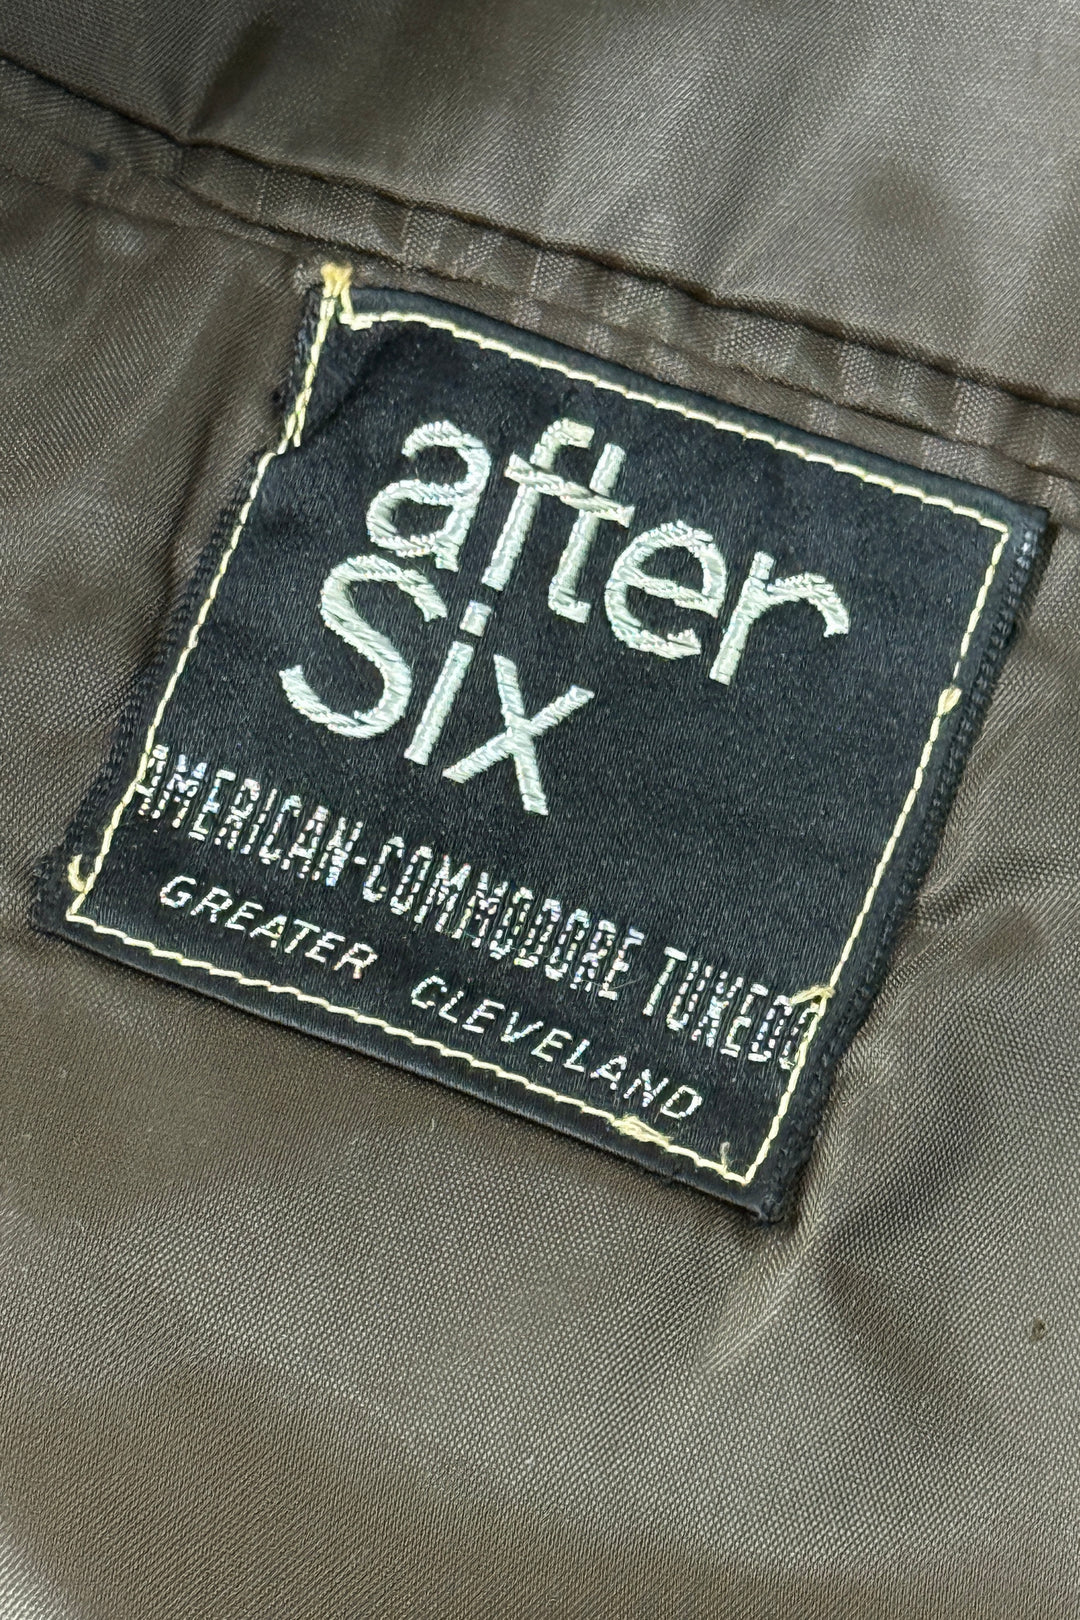 after
Six
AMERICAN-COMMODORE TUXEDO
GREATER CLEVELAND